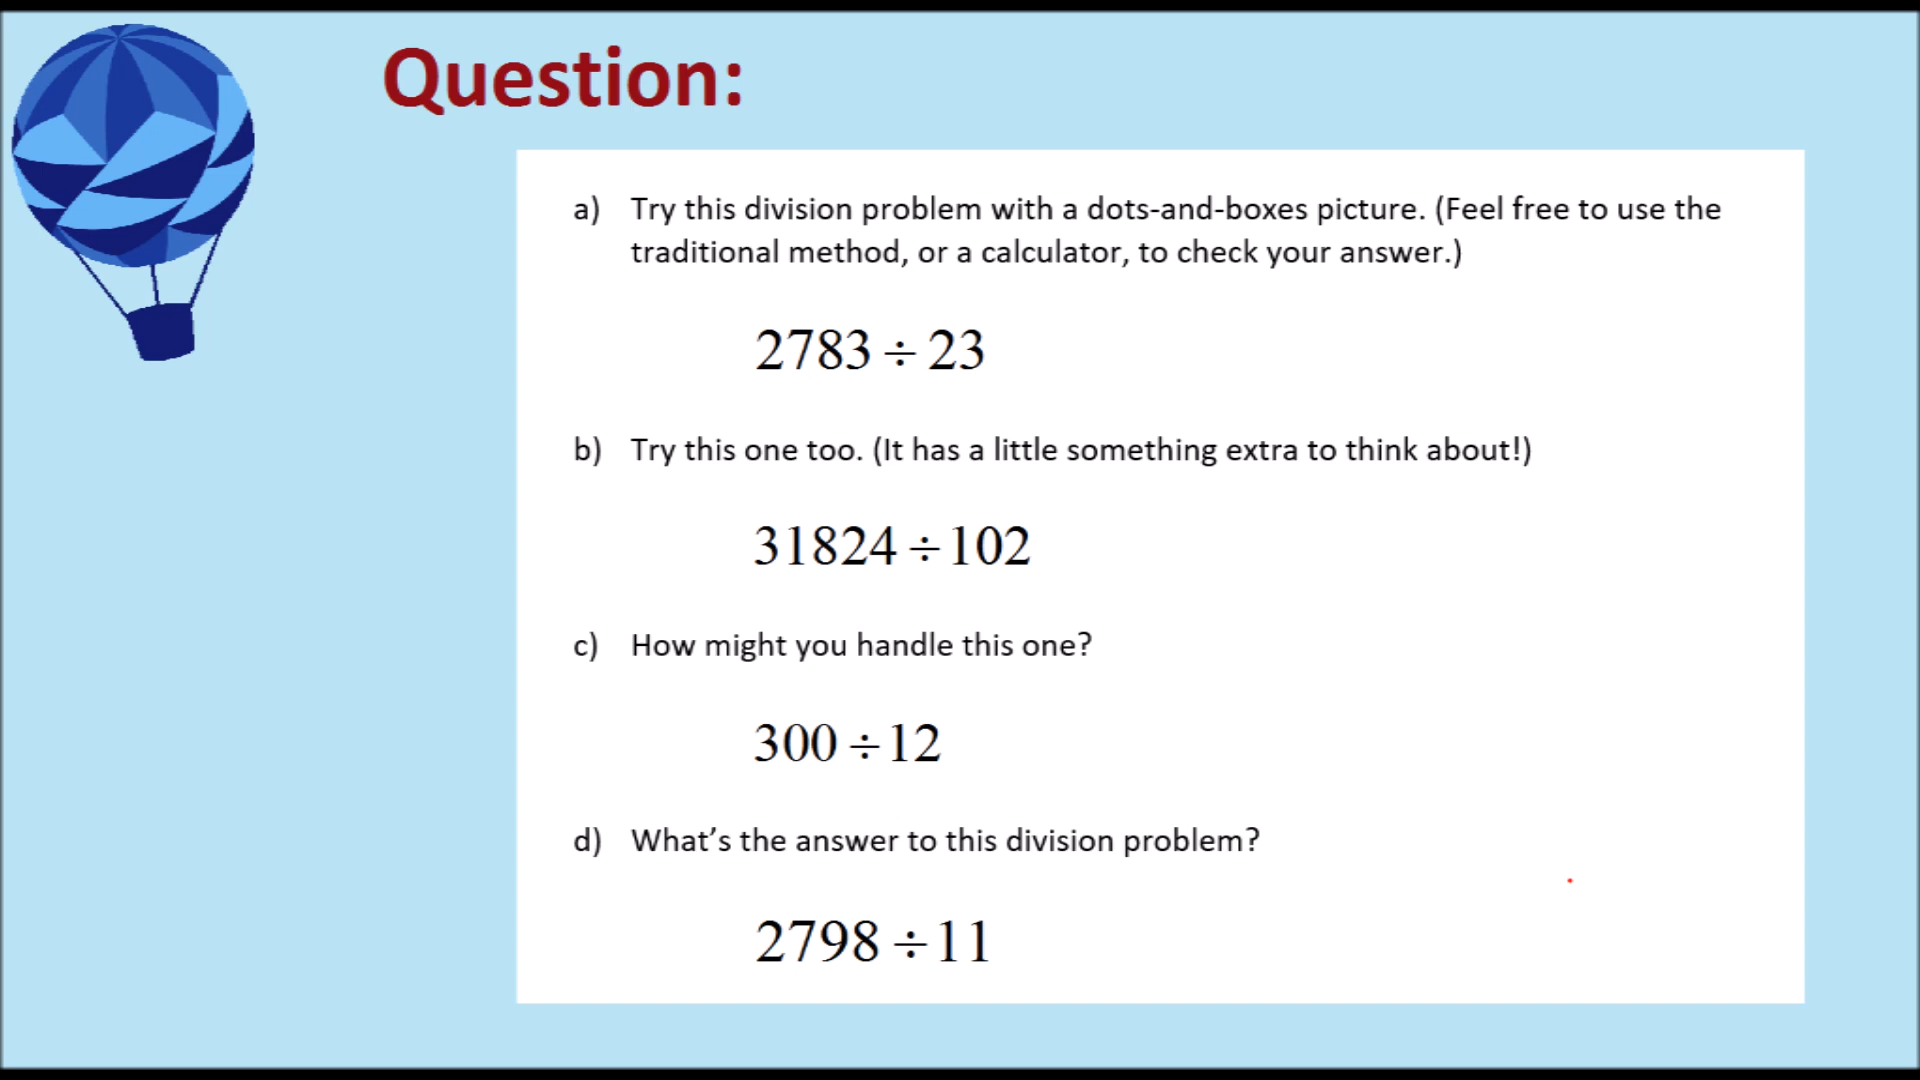 Question:
a) Try this division problem with a dots-and-boxes picture. (Feel free to use the
traditional method, or a calculator, to check your answer.)
2783 ÷ 23
b) Try this one too. (It has a little something extra to think about!)
31824 ÷ 102
c) How might you handle this one?
300 ÷ 12
d) What’s the answer to this division problem?
2798 ÷ 11